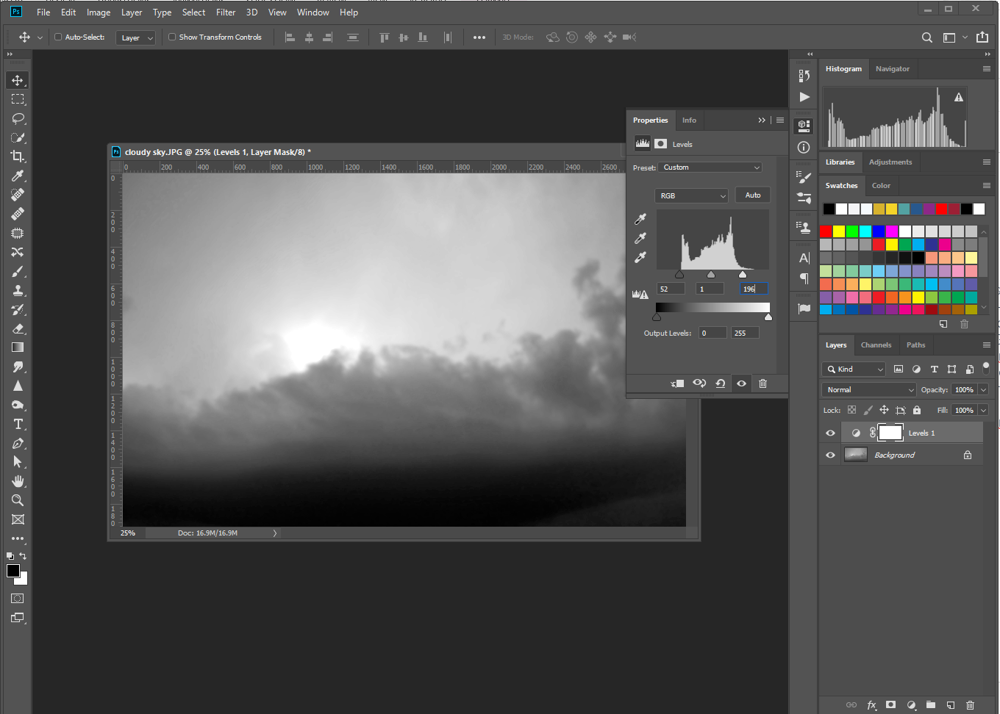 Ps File Edit Image Layer Type Select Filter 3D View Window Help
Auto-Select: Layer Show Transform Controls 3D Mode:
Ps cloudy sky.JPG @ 25% (Levels 1, Layer Mask/8) *
0 200 400 600 800 1000 1200 1400 1600 1800 2000 2200 2400 2600
0
200
400
600
800
1000
1200
1400
1600
180
25% Doc: 16.9M/16.9M
Properties Info
Levels
Preset: Custom
RGB Auto
52 1 196
Output Levels: 0 255
Histogram Navigator
Libraries Adjustments
Swatches Color
Layers Channels Paths
Kind
Normal Opacity: 100%
Lock: Fill: 100%
Levels 1
Background
fx